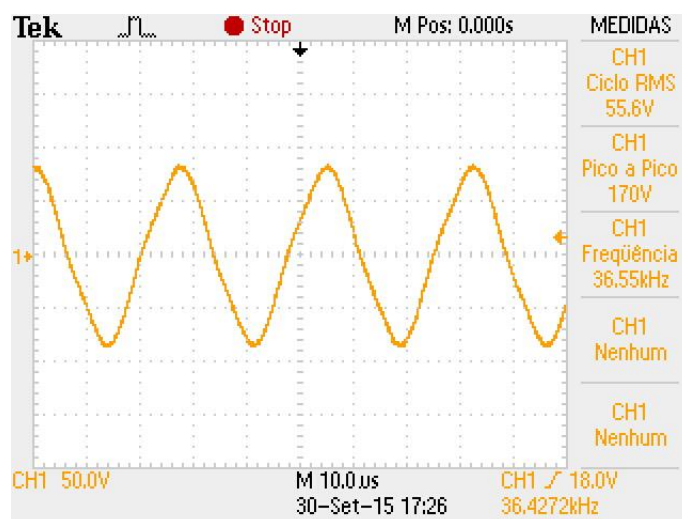 Tek Stop M Pos: 0.000s MEDIDAS
CH1
Ciclo RMS
55.6V
CH1
Pico a Pico
170V
CH1
Freqüência
36.55kHz
CH1
Nenhum
CH1
Nenhum
1
CH1 50.0V M 10.0us CH1 18.0V
30-Set-15 17:26 36.4272kHz